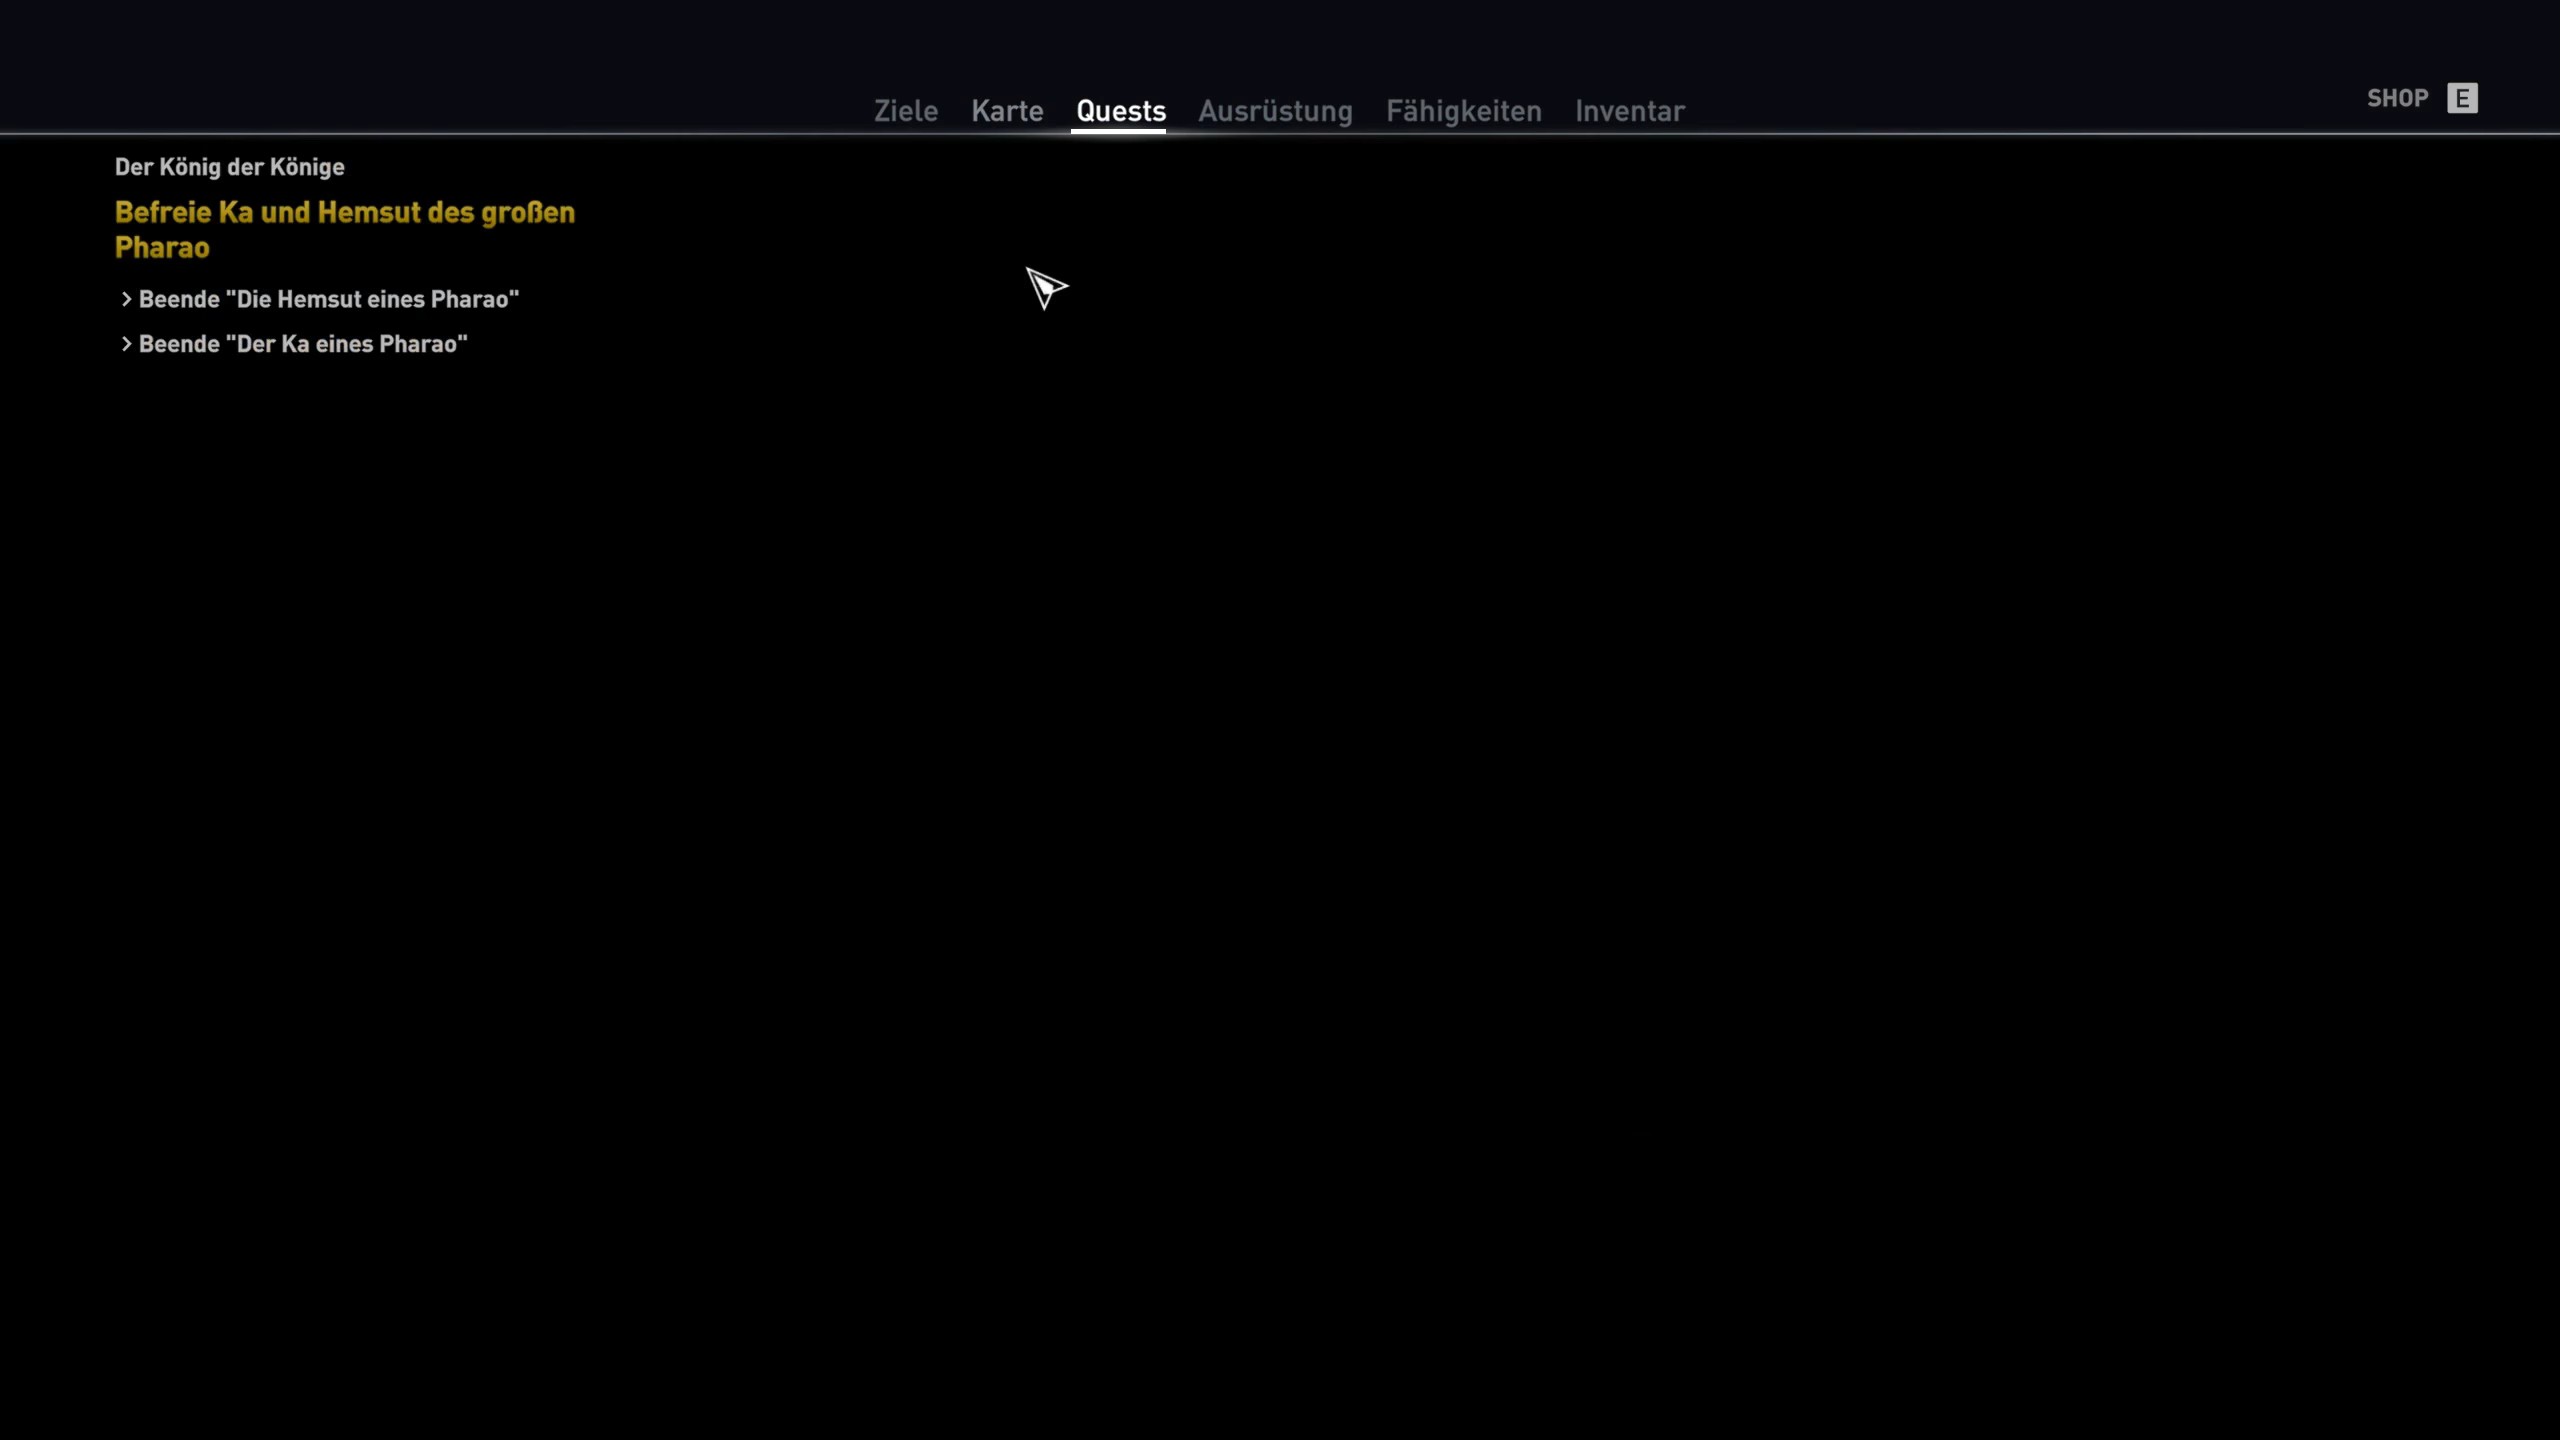 Ziele Karte Quests Ausrüstung Fähigkeiten Inventar
SHOP E
Der König der Könige
Befreie Ka und Hemsut des großen
Pharao
> Beende "Die Hemsut eines Pharao"
> Beende "Der Ka eines Pharao"